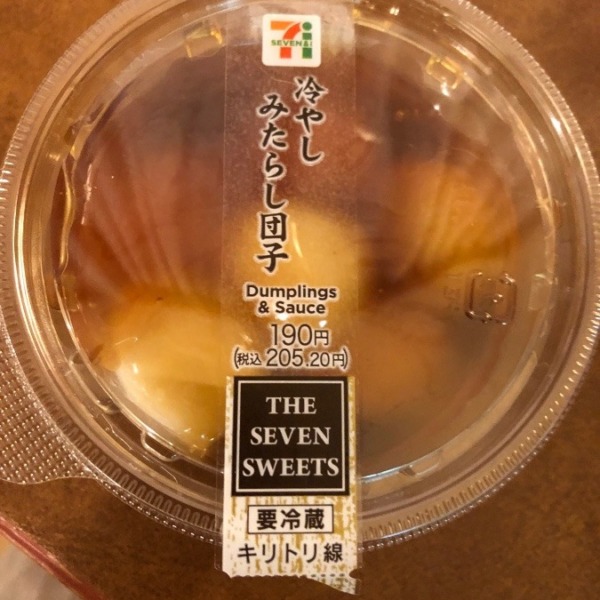 7i
SEVEN&i
冷やし
みたらし団子
Dumplings
& Sauce
190円
(税込 205.20円)
THE
SEVEN
SWEETS
要冷蔵
キリトリ線